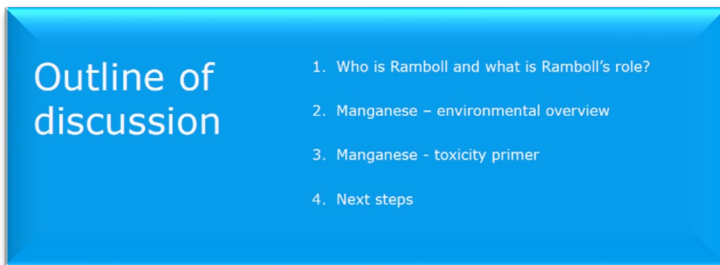 Outline of
discussion
1. Who is Ramboll and what is Ramboll's role?
2. Manganese – environmental overview
3. Manganese - toxicity primer
4. Next steps